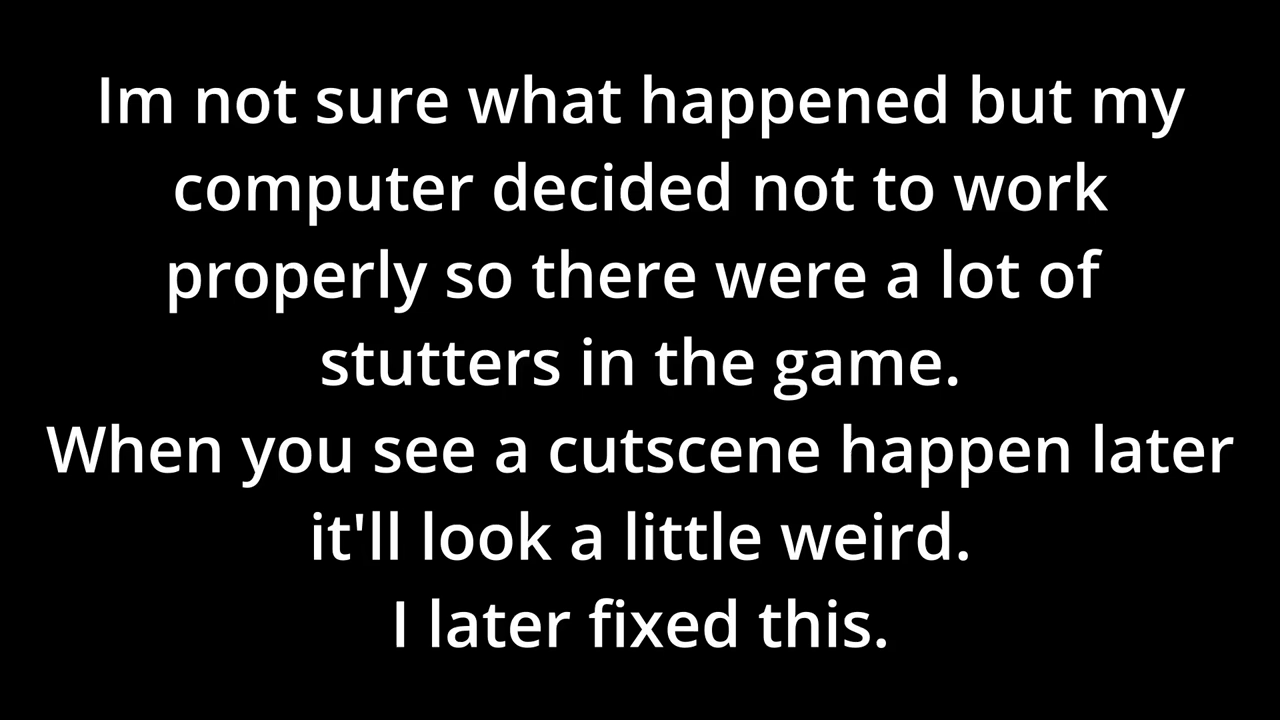 Im not sure what happened but my
computer decided not to work
properly so there were a lot of
stutters in the game.
When you see a cutscene happen later
it'll look a little weird.
I later fixed this.